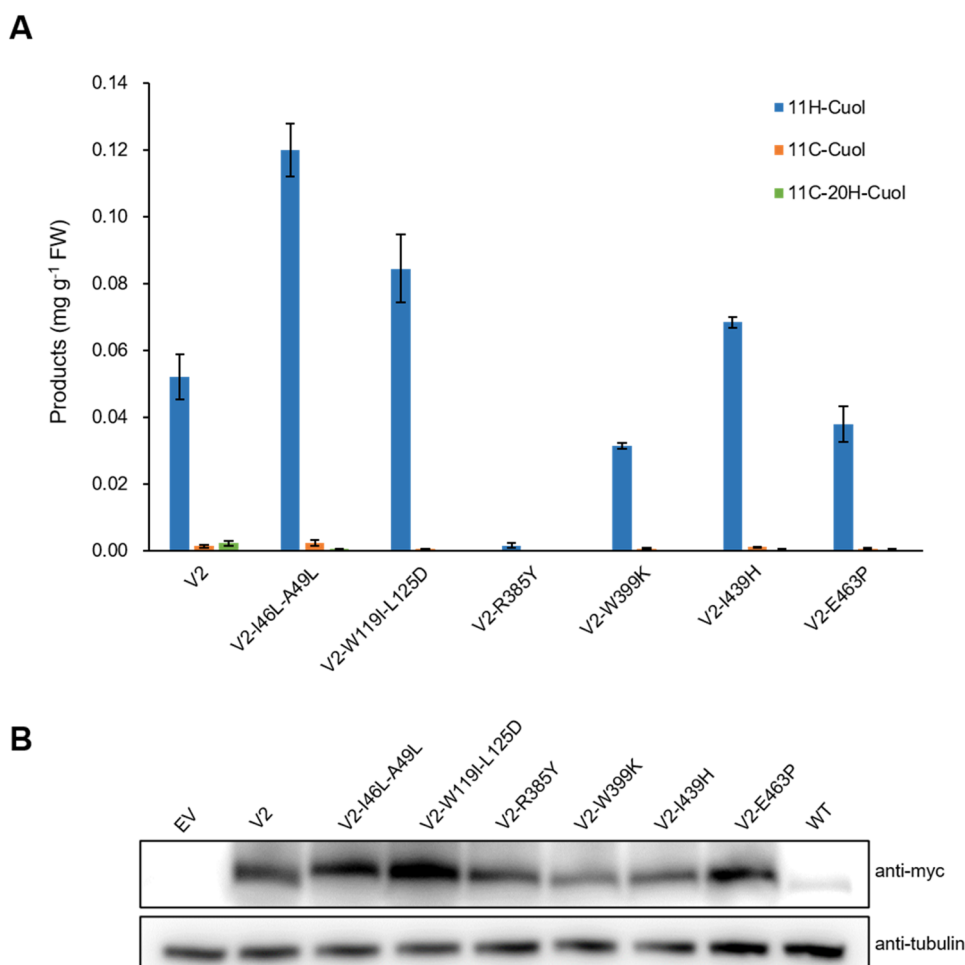 A
0.14
0.12
0.10
0.08
0.06
0.04
0.02
0.00
Products (mg g⁻¹ FW)
11H-Cuol
11C-Cuol
11C-20H-Cuol
V2
V2-I46L-A49L
V2-W119I-L125D
V2-R385Y
V2-W399K
V2-I439H
V2-E463P
B
EV
V2
V2-I46L-A49L
V2-W119I-L125D
V2-R385Y
V2-W399K
V2-I439H
V2-E463P
WT
anti-myc
anti-tubulin